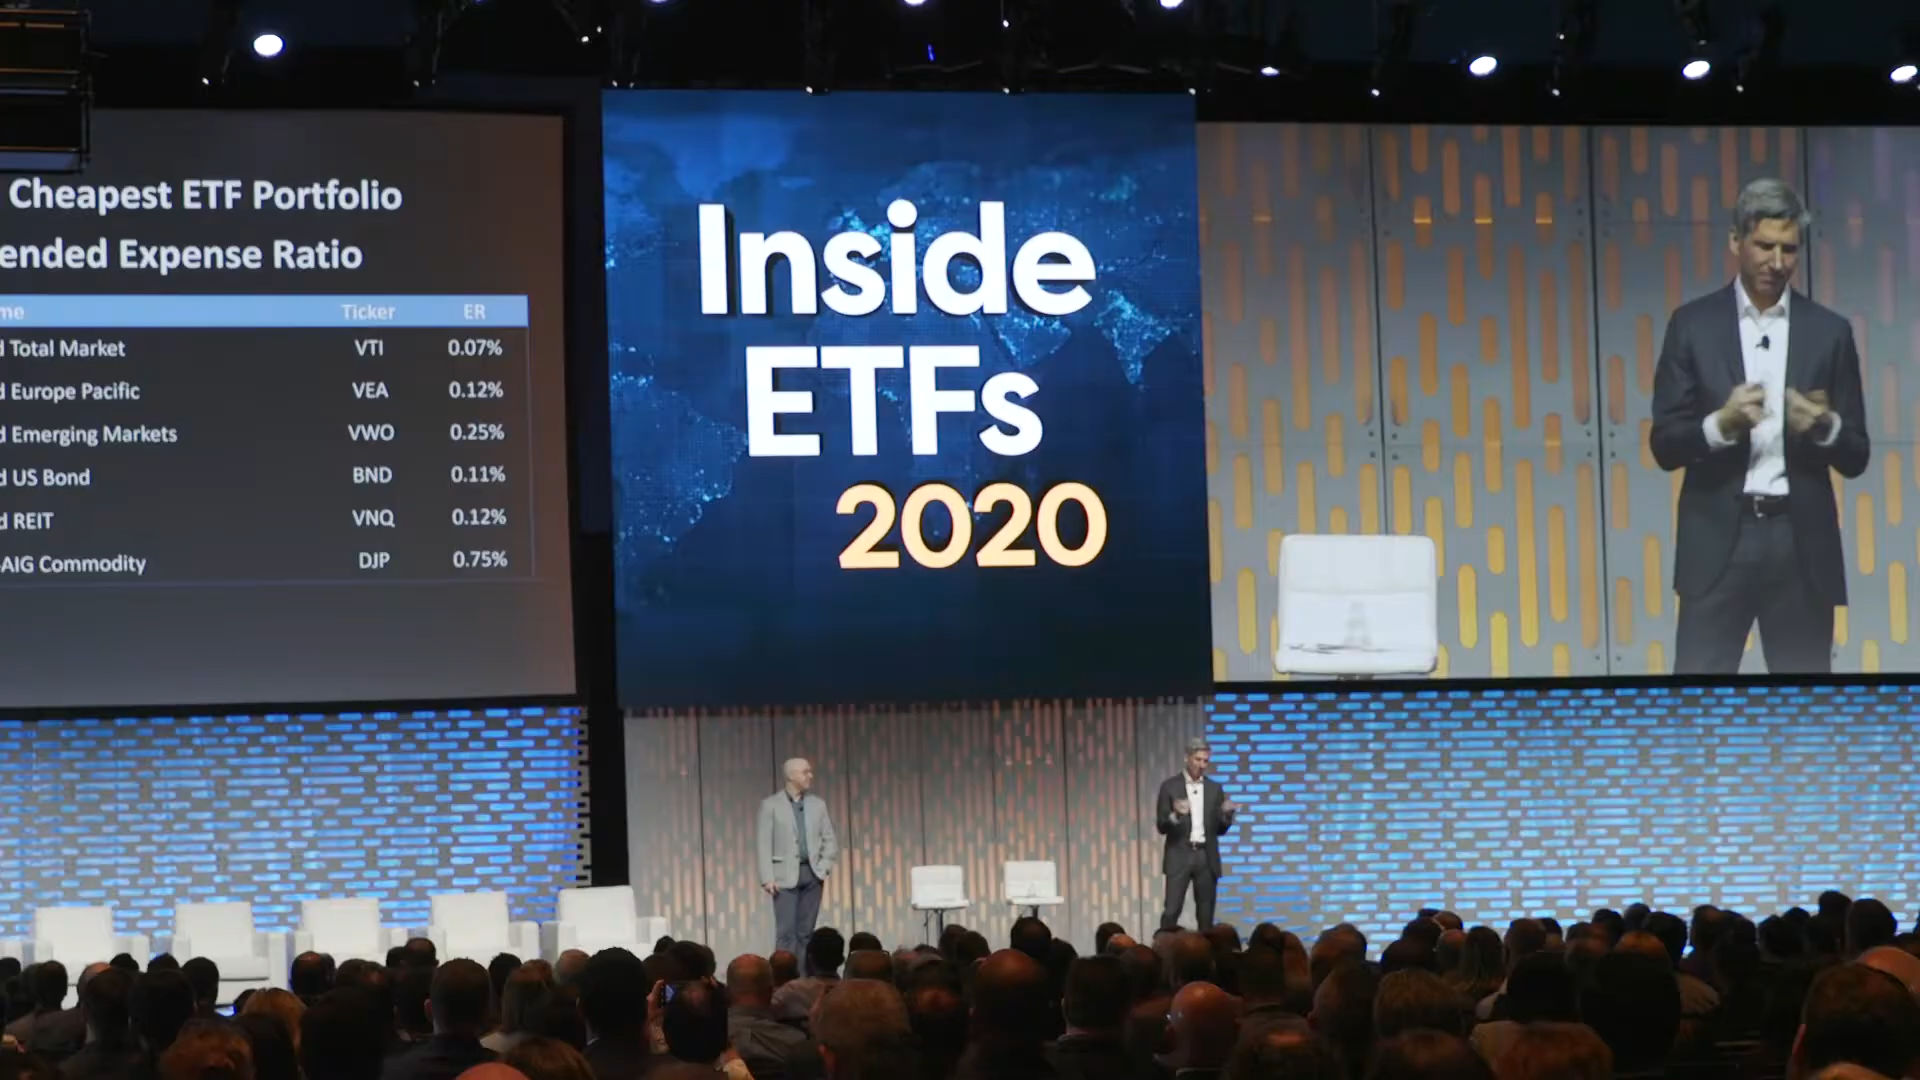 Cheapest ETF Portfolio
ended Expense Ratio
me Ticker ER
d Total Market VTI 0.07%
d Europe Pacific VEA 0.12%
d Emerging Markets VWO 0.25%
d US Bond BND 0.11%
d REIT VNQ 0.12%
-AIG Commodity DJP 0.75%
Inside
ETFs
2020